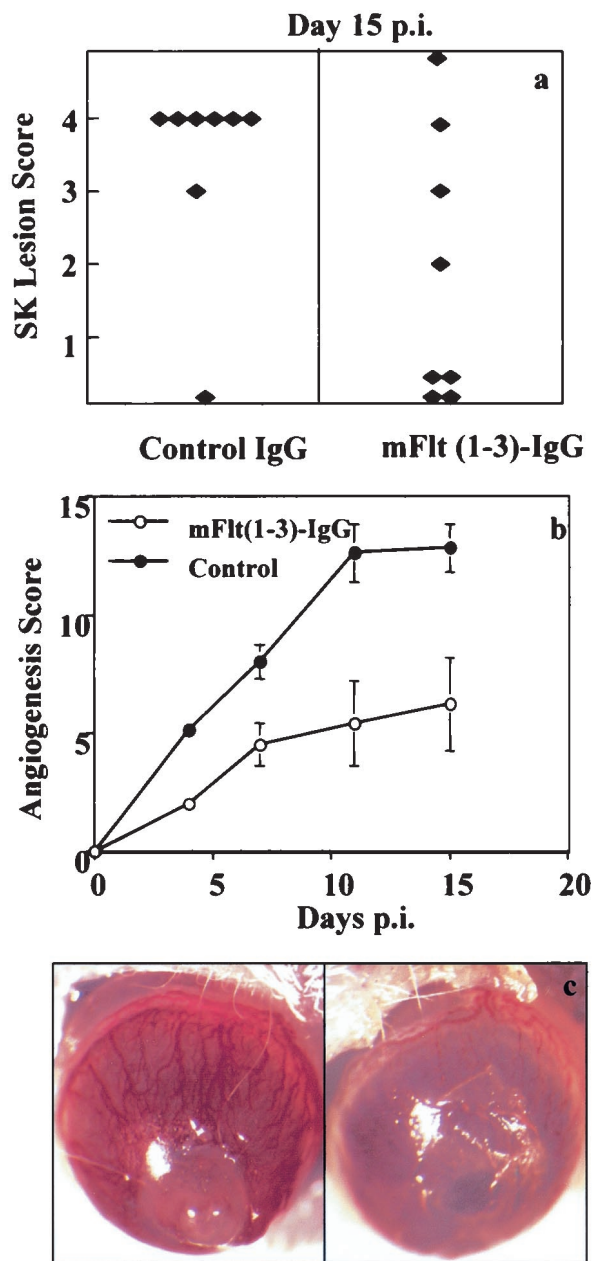 Day 15 p.i.
a
SK Lesion Score
4
3
2
1
Control IgG
mFlt (1-3)-IgG
b
mFlt(1-3)-IgG
Control
Angiogenesis Score
15
10
5
0
0 5 10 15 20
Days p.i.
c